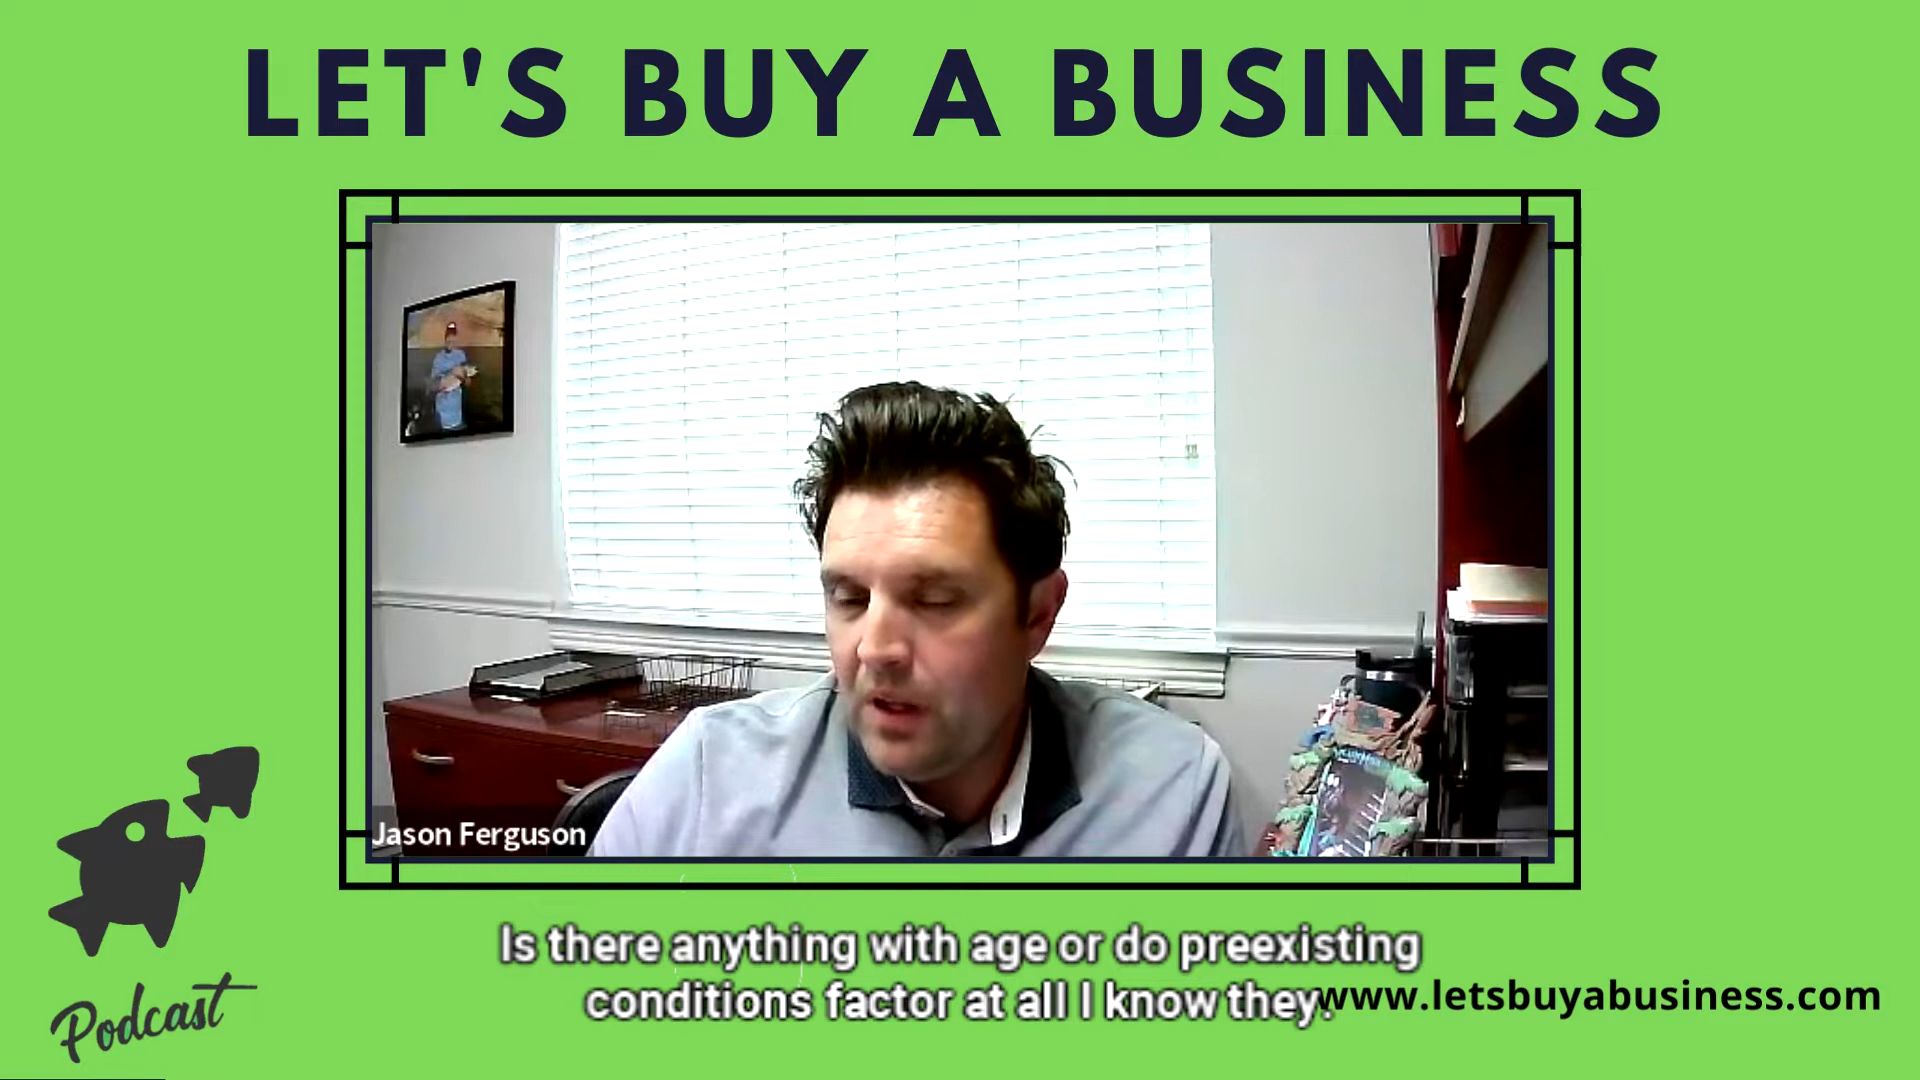 LET'S BUY A BUSINESS
Jason Ferguson
Is there anything with age or do preexisting
conditions factor at all I know they.
www.letsbuyabusiness.com
Podcast